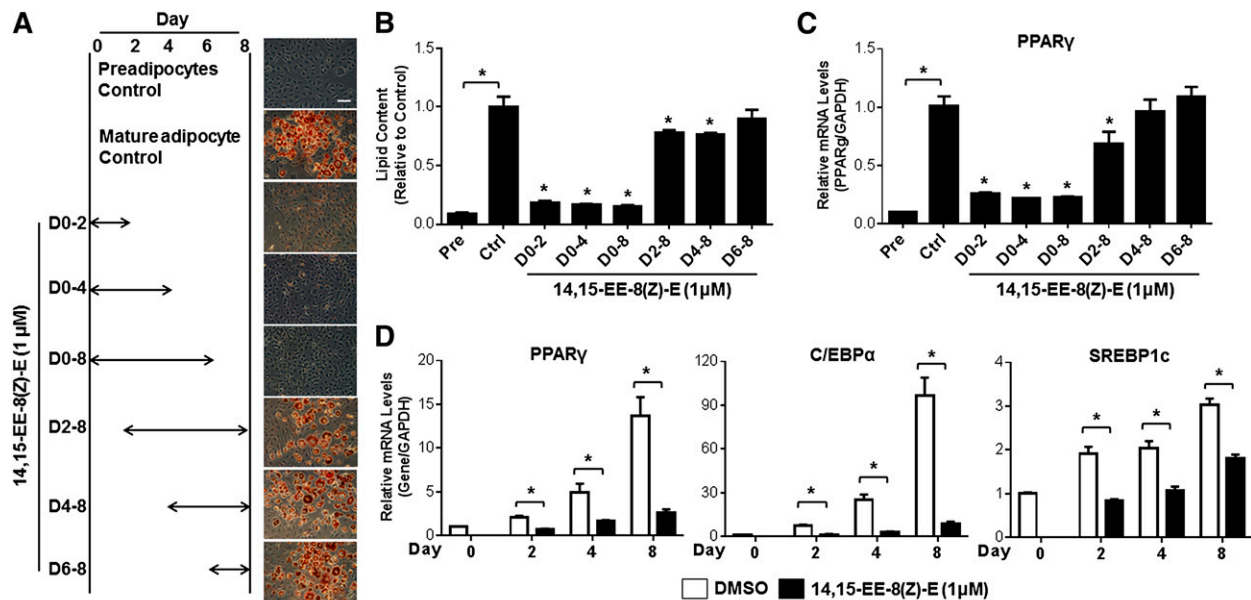 A
Day
0 2 4 6 8
Preadipocytes
Control
Mature adipocyte
Control
14,15-EE-8(Z)-E (1 µM)
D0-2
D0-4
D0-8
D2-8
D4-8
D6-8
B
Lipid Content
(Relative to Control)
1.5
1.0
0.5
0.0
*
* * * * *
Pre Ctrl D0-2 D0-4 D0-8 D2-8 D4-8 D6-8
14,15-EE-8(Z)-E (1µM)
C
PPARγ
Relative mRNA Levels
(PPARg/GAPDH)
1.5
1.0
0.5
0.0
*
* * * *
Pre Ctrl D0-2 D0-4 D0-8 D2-8 D4-8 D6-8
14,15-EE-8(Z)-E (1µM)
D
Relative mRNA Levels
(Gene/GAPDH)
PPARγ
20
15
10
5
0
* * *
Day 0 2 4 8
C/EBPα
120
90
60
30
0
* * *
Day 0 2 4 8
SREBP1c
4
3
2
1
0
* * *
Day 0 2 4 8
DMSO 14,15-EE-8(Z)-E (1µM)